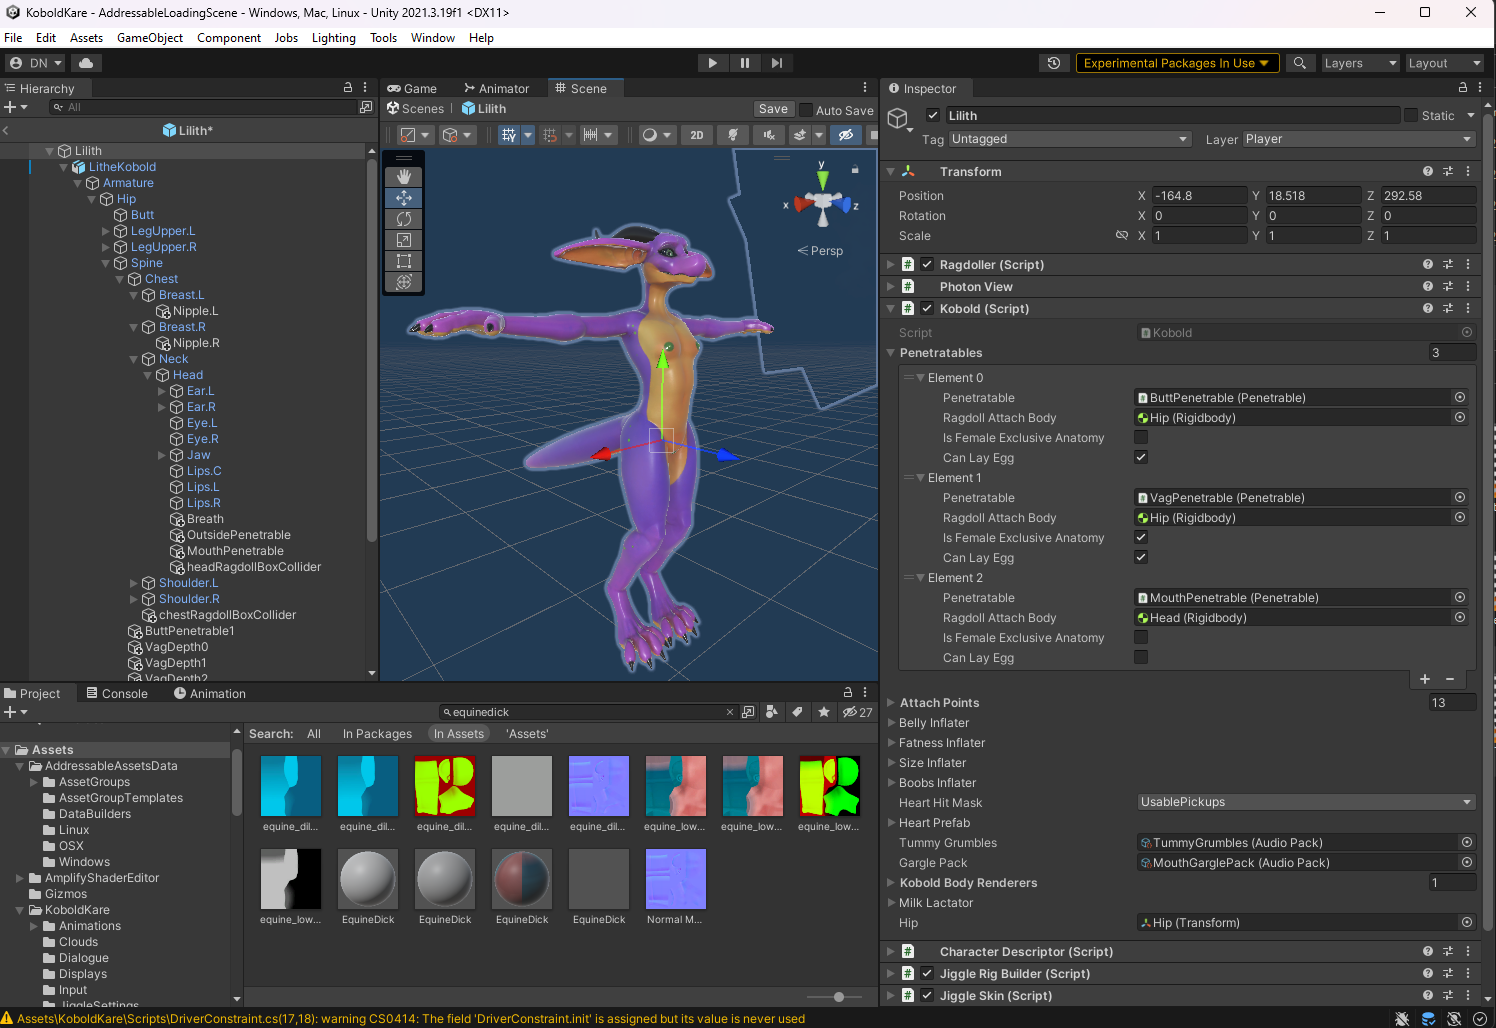 KoboldKare - AddressableLoadingScene - Windows, Mac, Linux - Unity 2021.3.19f1 <DX11>
File Edit Assets GameObject Component Jobs Lighting Tools Window Help
DN Experimental Packages In Use Layers Layout
Hierarchy
All
Lilith*
Lilith
LitheKobold
Armature
Hip
Butt
LegUpper.L
LegUpper.R
Spine
Chest
Breast.L
Nipple.L
Breast.R
Nipple.R
Neck
Head
Ear.L
Ear.R
Eye.L
Eye.R
Jaw
Lips.C
Lips.L
Lips.R
Breath
OutsidePenetrable
MouthPenetrable
headRagdollBoxCollider
Shoulder.L
Shoulder.R
chestRagdollBoxCollider
ButtPenetrable1
VagDepth0
VagDepth1
VagDepth2
Game Animator Scene
Scenes Lilith Save Auto Save
2D
y
x z
Persp
Inspector
Lilith Static
Tag Untagged Layer Player
Transform
Position X -164.8 Y 18.518 Z 292.58
Rotation X 0 Y 0 Z 0
Scale X 1 Y 1 Z 1
Ragdoller (Script)
Photon View
Kobold (Script)
Script Kobold
Penetratables 3
Element 0
Penetratable ButtPenetrable (Penetrable)
Ragdoll Attach Body Hip (Rigidbody)
Is Female Exclusive Anatomy
Can Lay Egg
Element 1
Penetratable VagPenetrable (Penetrable)
Ragdoll Attach Body Hip (Rigidbody)
Is Female Exclusive Anatomy
Can Lay Egg
Element 2
Penetratable MouthPenetrable (Penetrable)
Ragdoll Attach Body Head (Rigidbody)
Is Female Exclusive Anatomy
Can Lay Egg
Attach Points 13
Belly Inflater
Fatness Inflater
Size Inflater
Boobs Inflater
Heart Hit Mask UsablePickups
Heart Prefab
Tummy Grumbles TummyGrumbles (Audio Pack)
Gargle Pack MouthGarglePack (Audio Pack)
Kobold Body Renderers 1
Milk Lactator
Hip Hip (Transform)
Character Descriptor (Script)
Jiggle Rig Builder (Script)
Jiggle Skin (Script)
Project Console Animation
equinedick 27
Search: All In Packages In Assets 'Assets'
Assets
AddressableAssetsData
AssetGroups
AssetGroupTemplates
DataBuilders
Linux
OSX
Windows
AmplifyShaderEditor
Gizmos
KoboldKare
Animations
Clouds
Dialogue
Displays
Input
JiggleSettings
equine_dil... equine_dil... equine_dil... equine_dil... equine_dil... equine_low... equine_low... equine_low...
equine_low... EquineDick EquineDick EquineDick EquineDick Normal M...
Assets\KoboldKare\Scripts\DriverConstraint.cs(17,18): warning CS0414: The field 'DriverConstraint.init' is assigned but its value is never used